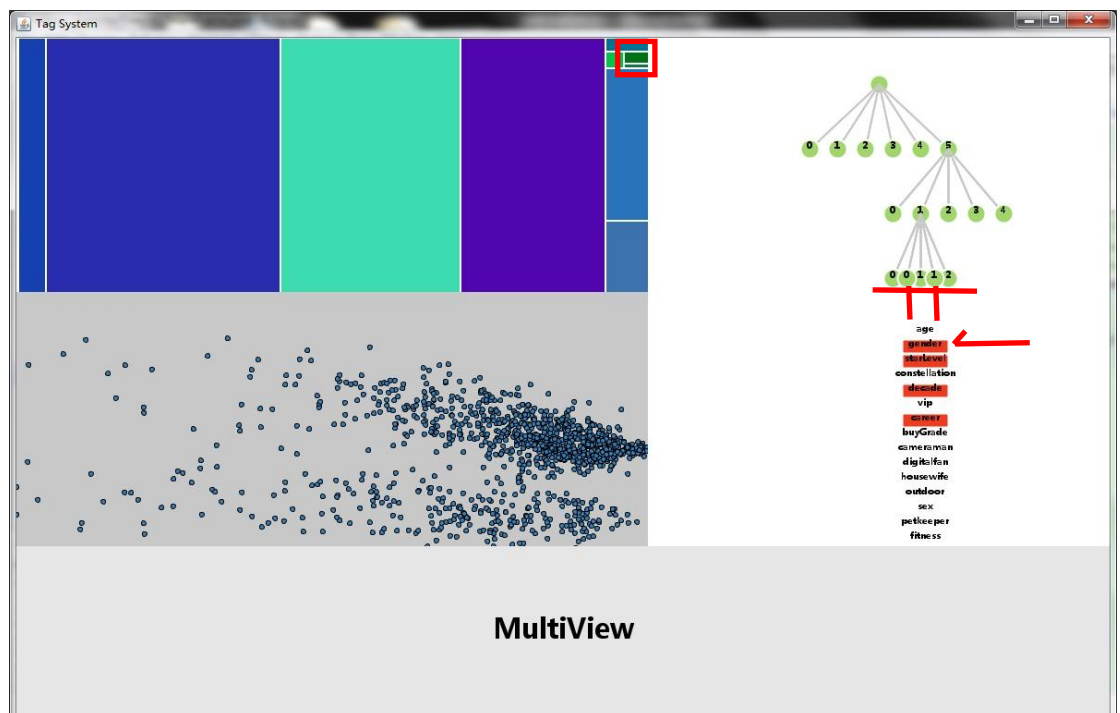 Tag System
0 1 2 3 4 5
0 1 2 3 4
0 0 1 1 2
age
gender
starLevel
constellation
decade
vip
career
buyGrade
cameraman
digitalfan
housewife
outdoor
sex
petkeeper
fitness
MultiView